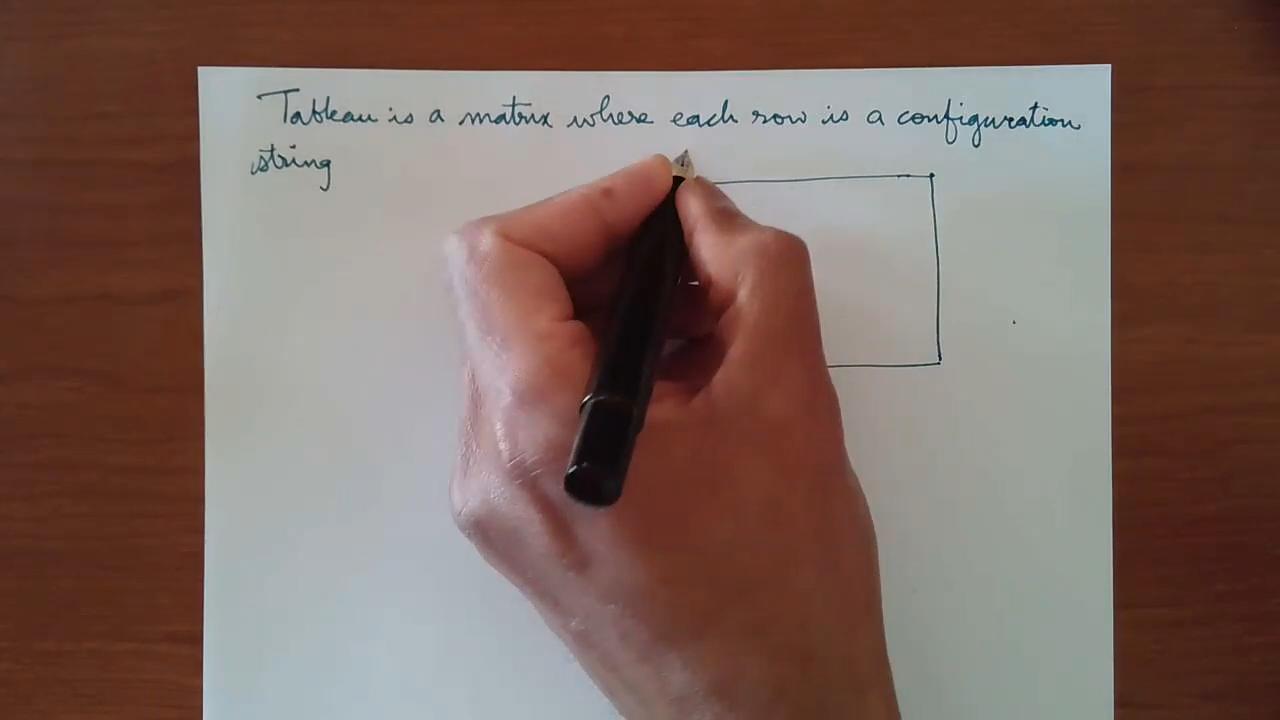 Tableau is a matrix where each row is a configuration
string